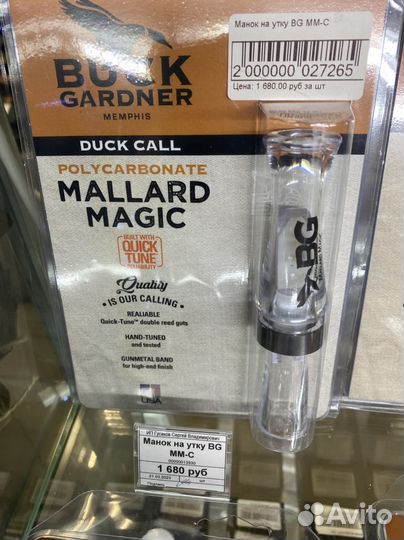 Манок на утку BG MM-C
2 000000 027265
Цена: 1 680,00 руб за шт
BUCK
GARDNER
MEMPHIS
DUCK CALL
POLYCARBONATE
MALLARD
MAGIC
BUILT WITH
QUICK
TUNE
Quality
• IS OUR CALLING •
REALIABLE
Quick-Tune™ double reed guts
HAND-TUNED
and tested
GUNMETAL BAND
for high-end finish
BG
USA
ИП Гусаков Сергей Владимирович
Манок на утку BG
MM-C
1 680 руб
шт
Avito